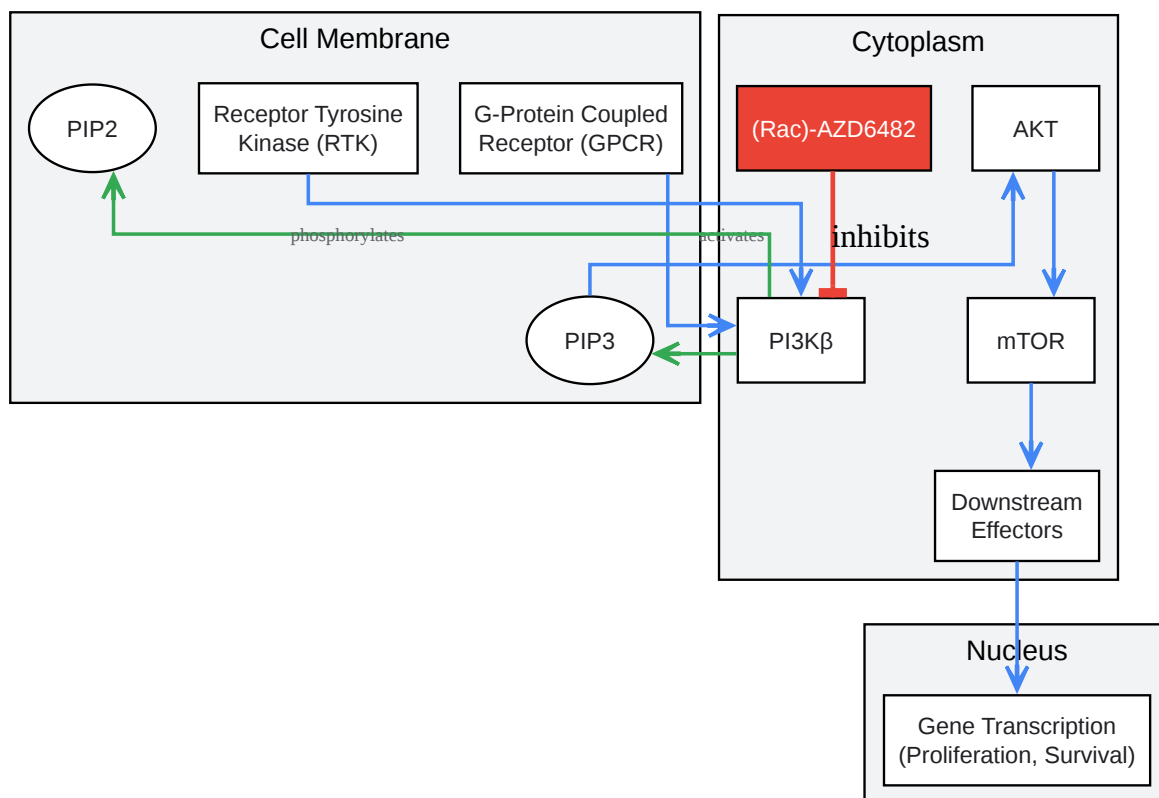 Cell Membrane
Cytoplasm
PIP2
Receptor Tyrosine
Kinase (RTK)
G-Protein Coupled
Receptor (GPCR)
(Rac)-AZD6482
AKT
phosphorylates
activates
inhibits
PIP3
PI3Kβ
mTOR
Downstream
Effectors
Nucleus
Gene Transcription
(Proliferation, Survival)